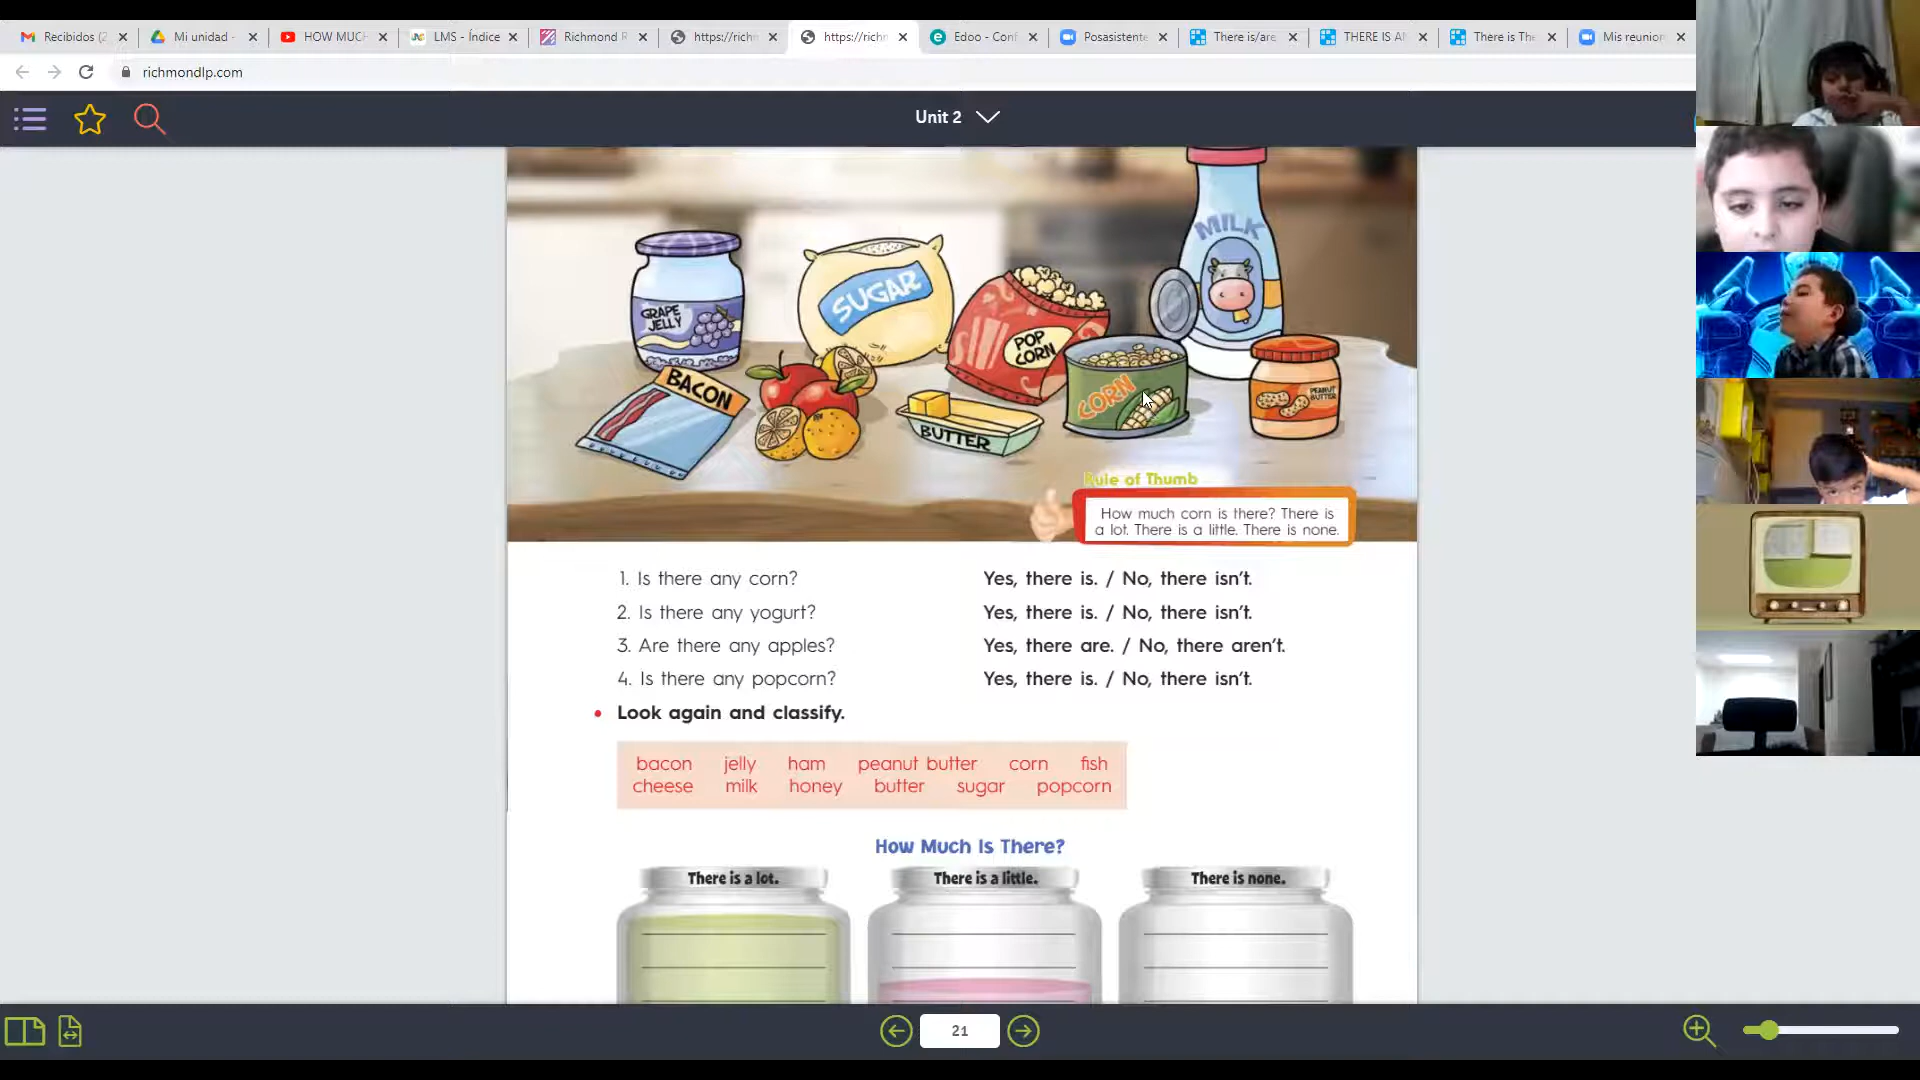 Recibidos (2
Mi unidad -
HOW MUCH
LMS - Índice
Richmond R
https://richm
https://richm
Edoo - Conf
Posasistente
There is/are
THERE IS AN
There is The
Mis reunion
richmondlp.com
Unit 2
MILK
GRAPE
JELLY
SUGAR
POP
CORN
BACON
CORN
PEANUT
BUTTER
BUTTER
Rule of Thumb
How much corn is there? There is
a lot. There is a little. There is none.
1. Is there any corn? Yes, there is. / No, there isn't.
2. Is there any yogurt? Yes, there is. / No, there isn't.
3. Are there any apples? Yes, there are. / No, there aren't.
4. Is there any popcorn? Yes, there is. / No, there isn't.
• Look again and classify.
bacon jelly ham peanut butter corn fish
cheese milk honey butter sugar popcorn
How Much Is There?
There is a lot. There is a little. There is none.
21